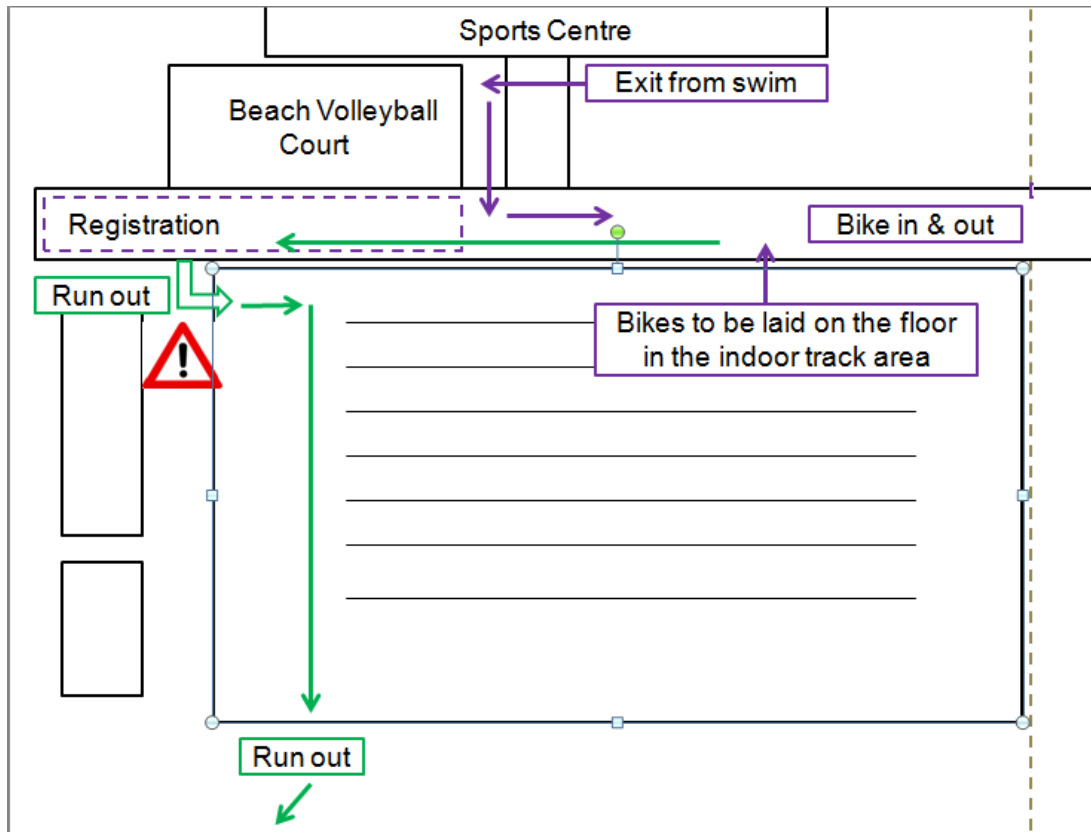 Sports Centre
Exit from swim
Beach Volleyball
Court
Registration
Bike in & out
Run out
Bikes to be laid on the floor
in the indoor track area
Run out